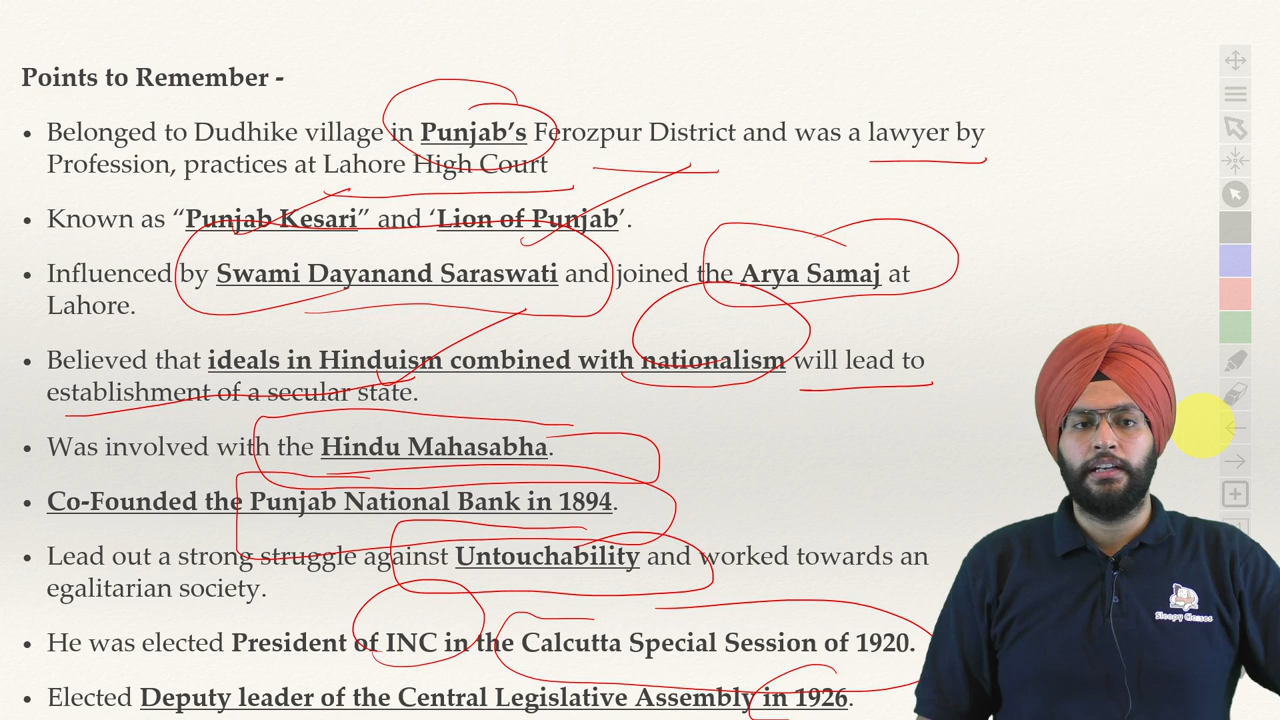 Points to Remember -
• Belonged to Dudhike village in Punjab's Ferozpur District and was a lawyer by
Profession, practices at Lahore High Court
• Known as “Punjab Kesari” and ‘Lion of Punjab’.
• Influenced by Swami Dayanand Saraswati and joined the Arya Samaj at
Lahore.
• Believed that ideals in Hinduism combined with nationalism will lead to
establishment of a secular state.
• Was involved with the Hindu Mahasabha.
• Co-Founded the Punjab National Bank in 1894.
• Lead out a strong struggle against Untouchability and worked towards an
egalitarian society.
• He was elected President of INC in the Calcutta Special Session of 1920.
• Elected Deputy leader of the Central Legislative Assembly in 1926.
Sleepy Classes